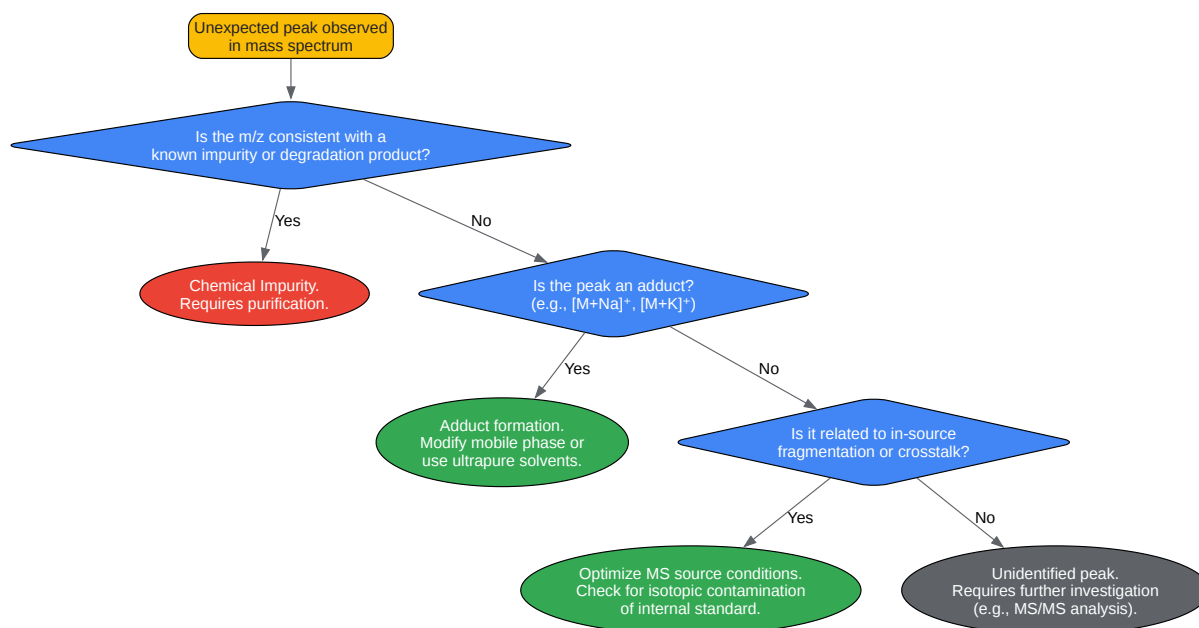 Unexpected peak observed
in mass spectrum
Is the m/z consistent with a
known impurity or degradation product?
Yes
No
Chemical Impurity.
Requires purification.
Is the peak an adduct?
(e.g., [M+Na]⁺, [M+K]⁺)
Yes
No
Adduct formation.
Modify mobile phase or
use ultrapure solvents.
Is it related to in-source
fragmentation or crosstalk?
Yes
No
Optimize MS source conditions.
Check for isotopic contamination
of internal standard.
Unidentified peak.
Requires further investigation
(e.g., MS/MS analysis).